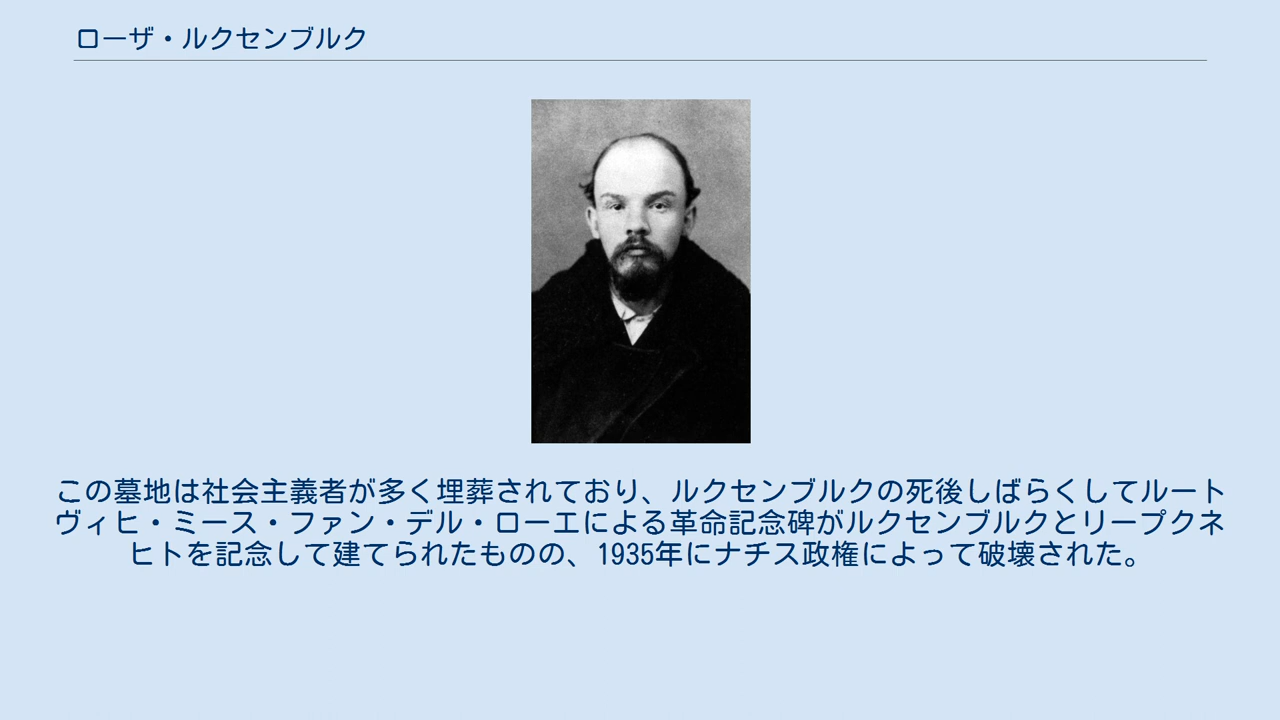 ローザ・ルクセンブルク
この墓地は社会主義者が多く埋葬されており、ルクセンブルクの死後しばらくしてルート
ヴィヒ・ミース・ファン・デル・ローエによる革命記念碑がルクセンブルクとリープクネ
ヒトを記念して建てられたものの、1935年にナチス政権によって破壊された。